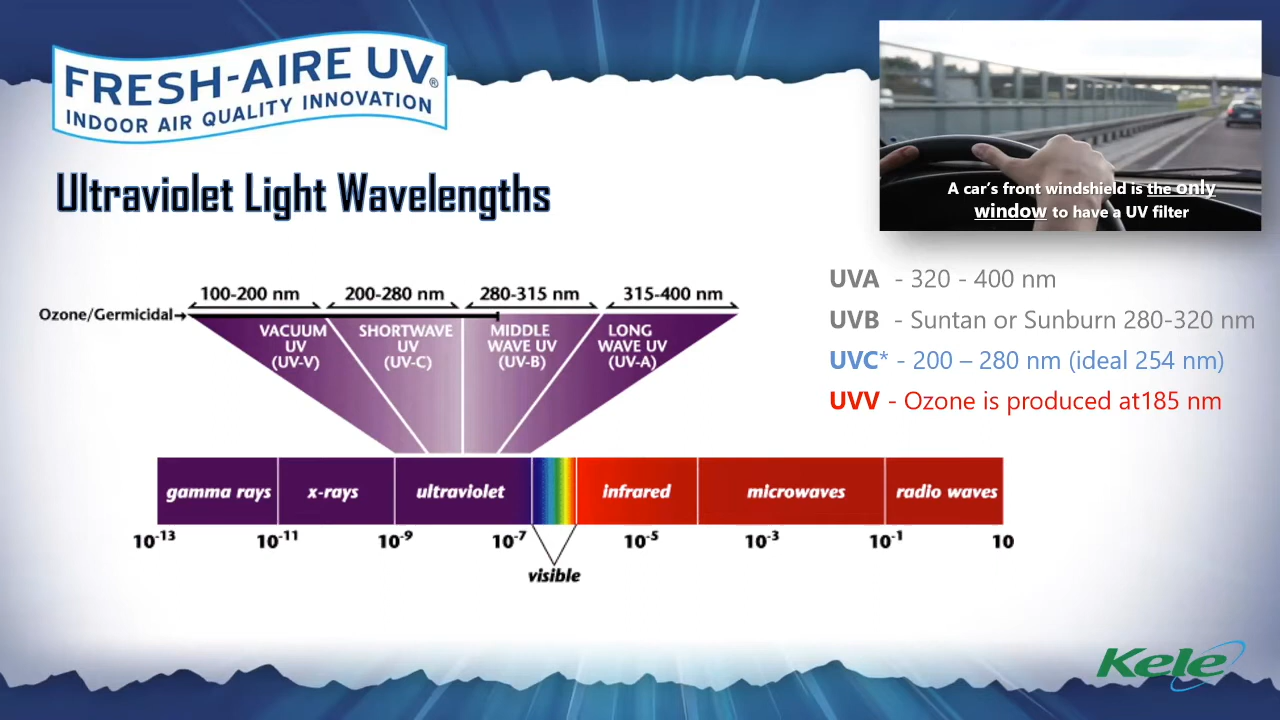 FRESH-AIRE UV®
INDOOR AIR QUALITY INNOVATION
A car's front windshield is the only
window to have a UV filter
Ultraviolet Light Wavelengths
UVA - 320 - 400 nm
UVB - Suntan or Sunburn 280-320 nm
UVC* - 200 – 280 nm (ideal 254 nm)
UVV - Ozone is produced at185 nm
100-200 nm 200-280 nm 280-315 nm 315-400 nm
Ozone/Germicidal→
VACUUM
UV
(UV-V)
SHORTWAVE
UV
(UV-C)
MIDDLE
WAVE UV
(UV-B)
LONG
WAVE UV
(UV-A)
gamma rays x-rays ultraviolet infrared microwaves radio waves
10⁻¹³ 10⁻¹¹ 10⁻⁹ 10⁻⁷ 10⁻⁵ 10⁻³ 10⁻¹ 10
visible
Kele